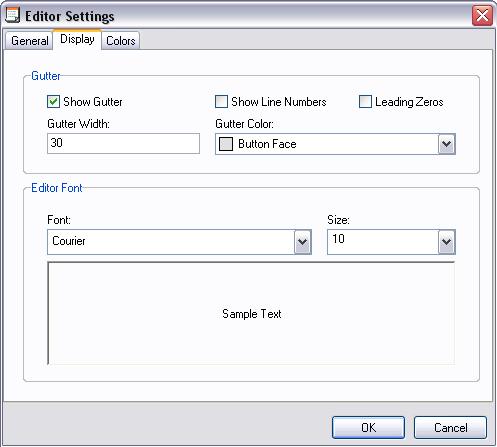 Editor Settings
General Display Colors
Gutter
Show Gutter Show Line Numbers Leading Zeros
Gutter Width: Gutter Color:
30 Button Face
Editor Font
Font: Size:
Courier 10
Sample Text
OK Cancel